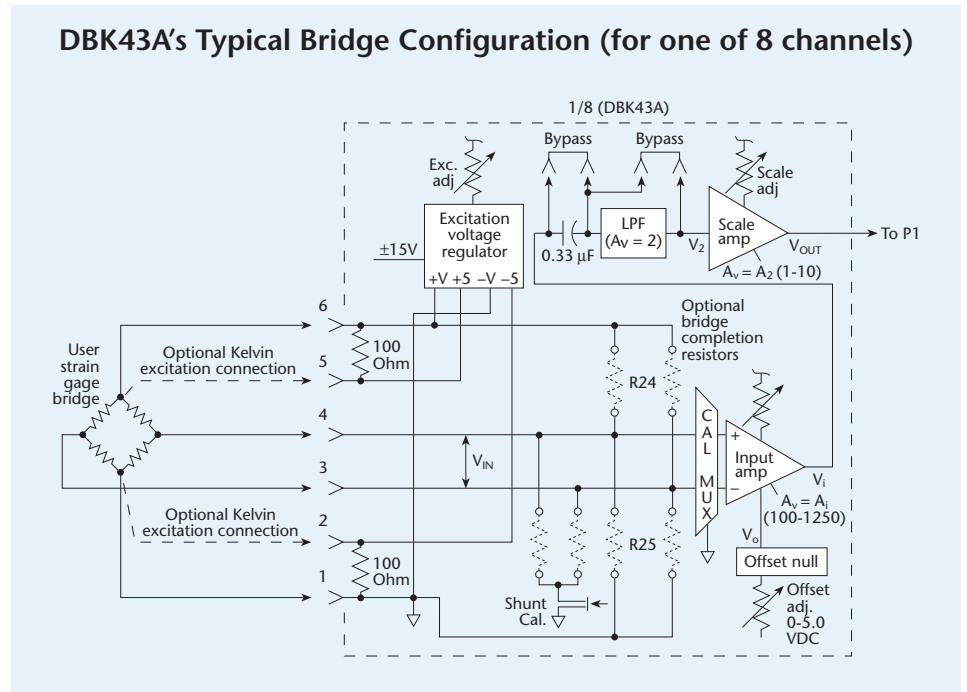 DBK43A's Typical Bridge Configuration (for one of 8 channels)
1/8 (DBK43A)
Bypass
Bypass
Exc.
adj
Scale
adj
Excitation
voltage
regulator
+V +5 –V –5
±15V
0.33 µF
LPF
(Av = 2)
V2
Scale
amp
VOUT
To P1
Av = A2 (1-10)
6
100
Ohm
5
Optional Kelvin
excitation connection
User
strain
gage
bridge
Optional
bridge
completion
resistors
R24
4
VIN
3
CAL MUX
+
Input
amp
–
Vi
Av = Ai
(100-1250)
Optional Kelvin
excitation connection
2
100
Ohm
1
R25
Vo
Offset null
Shunt
Cal.
Offset
adj.
0-5.0
VDC